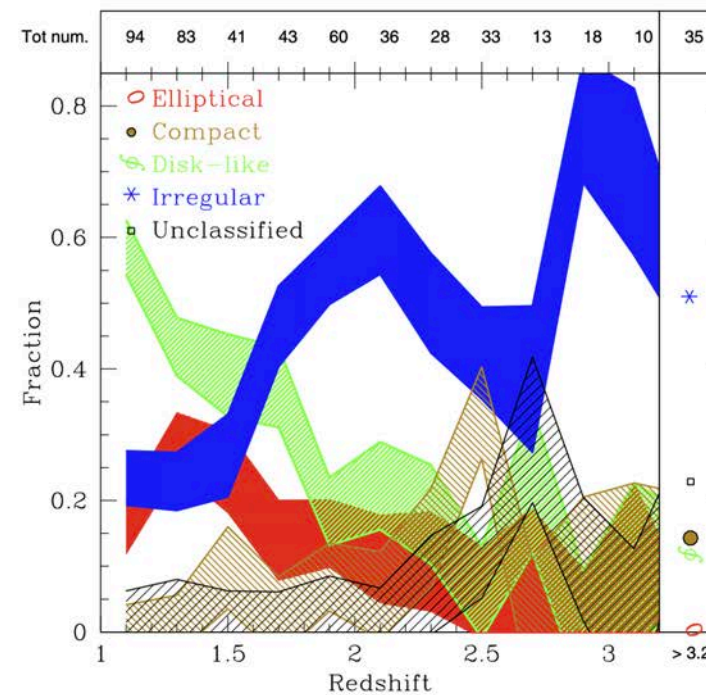 Tot num. 94 83 41 43 60 36 28 33 13 18 10 35
0.8
Elliptical
Compact
Disk-like
Irregular
0.6
Unclassified
Fraction
0.4
0.2
0
1 1.5 2 2.5 3 > 3.2
Redshift